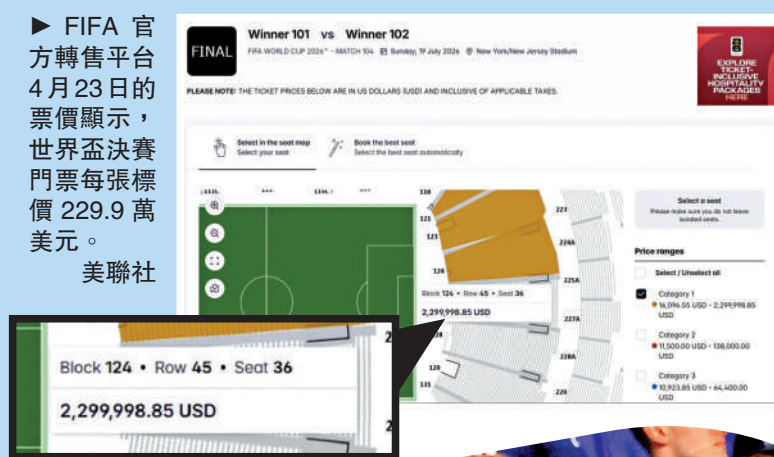 ▶ FIFA 官
方轉售平台
4月23日的
票價顯示，
世界盃決賽
門票每張標
價 229.9 萬
美元。
美聯社
FINAL
Winner 101 vs Winner 102
FIFA WORLD CUP 2026™ - MATCH 104 Sunday, 19 July 2026 New York/New Jersey Stadium
EXPLORE
TICKET-
INCLUSIVE
HOSPITALITY
PACKAGES
HERE
PLEASE NOTE: THE TICKET PRICES BELOW ARE IN US DOLLARS (USD) AND INCLUSIVE OF APPLICABLE TAXES.
Select in the seat map
Select your seat
Book the best seat
Select the best seat automatically
121
123
124
223
224A
225A
227A
228A
229
128
129
131
Block 124 • Row 45 • Seat 36
2,299,998.85 USD
Select a seat
Please make sure you do not leave
isolated seats.
Price ranges
Select / Unselect all
Category 1
16,096.55 USD - 2,299,998.85
USD
Category 2
11,500.00 USD - 138,000.00
USD
Category 3
10,923.85 USD - 64,400.00
USD
Block 124 • Row 45 • Seat 36
2,299,998.85 USD